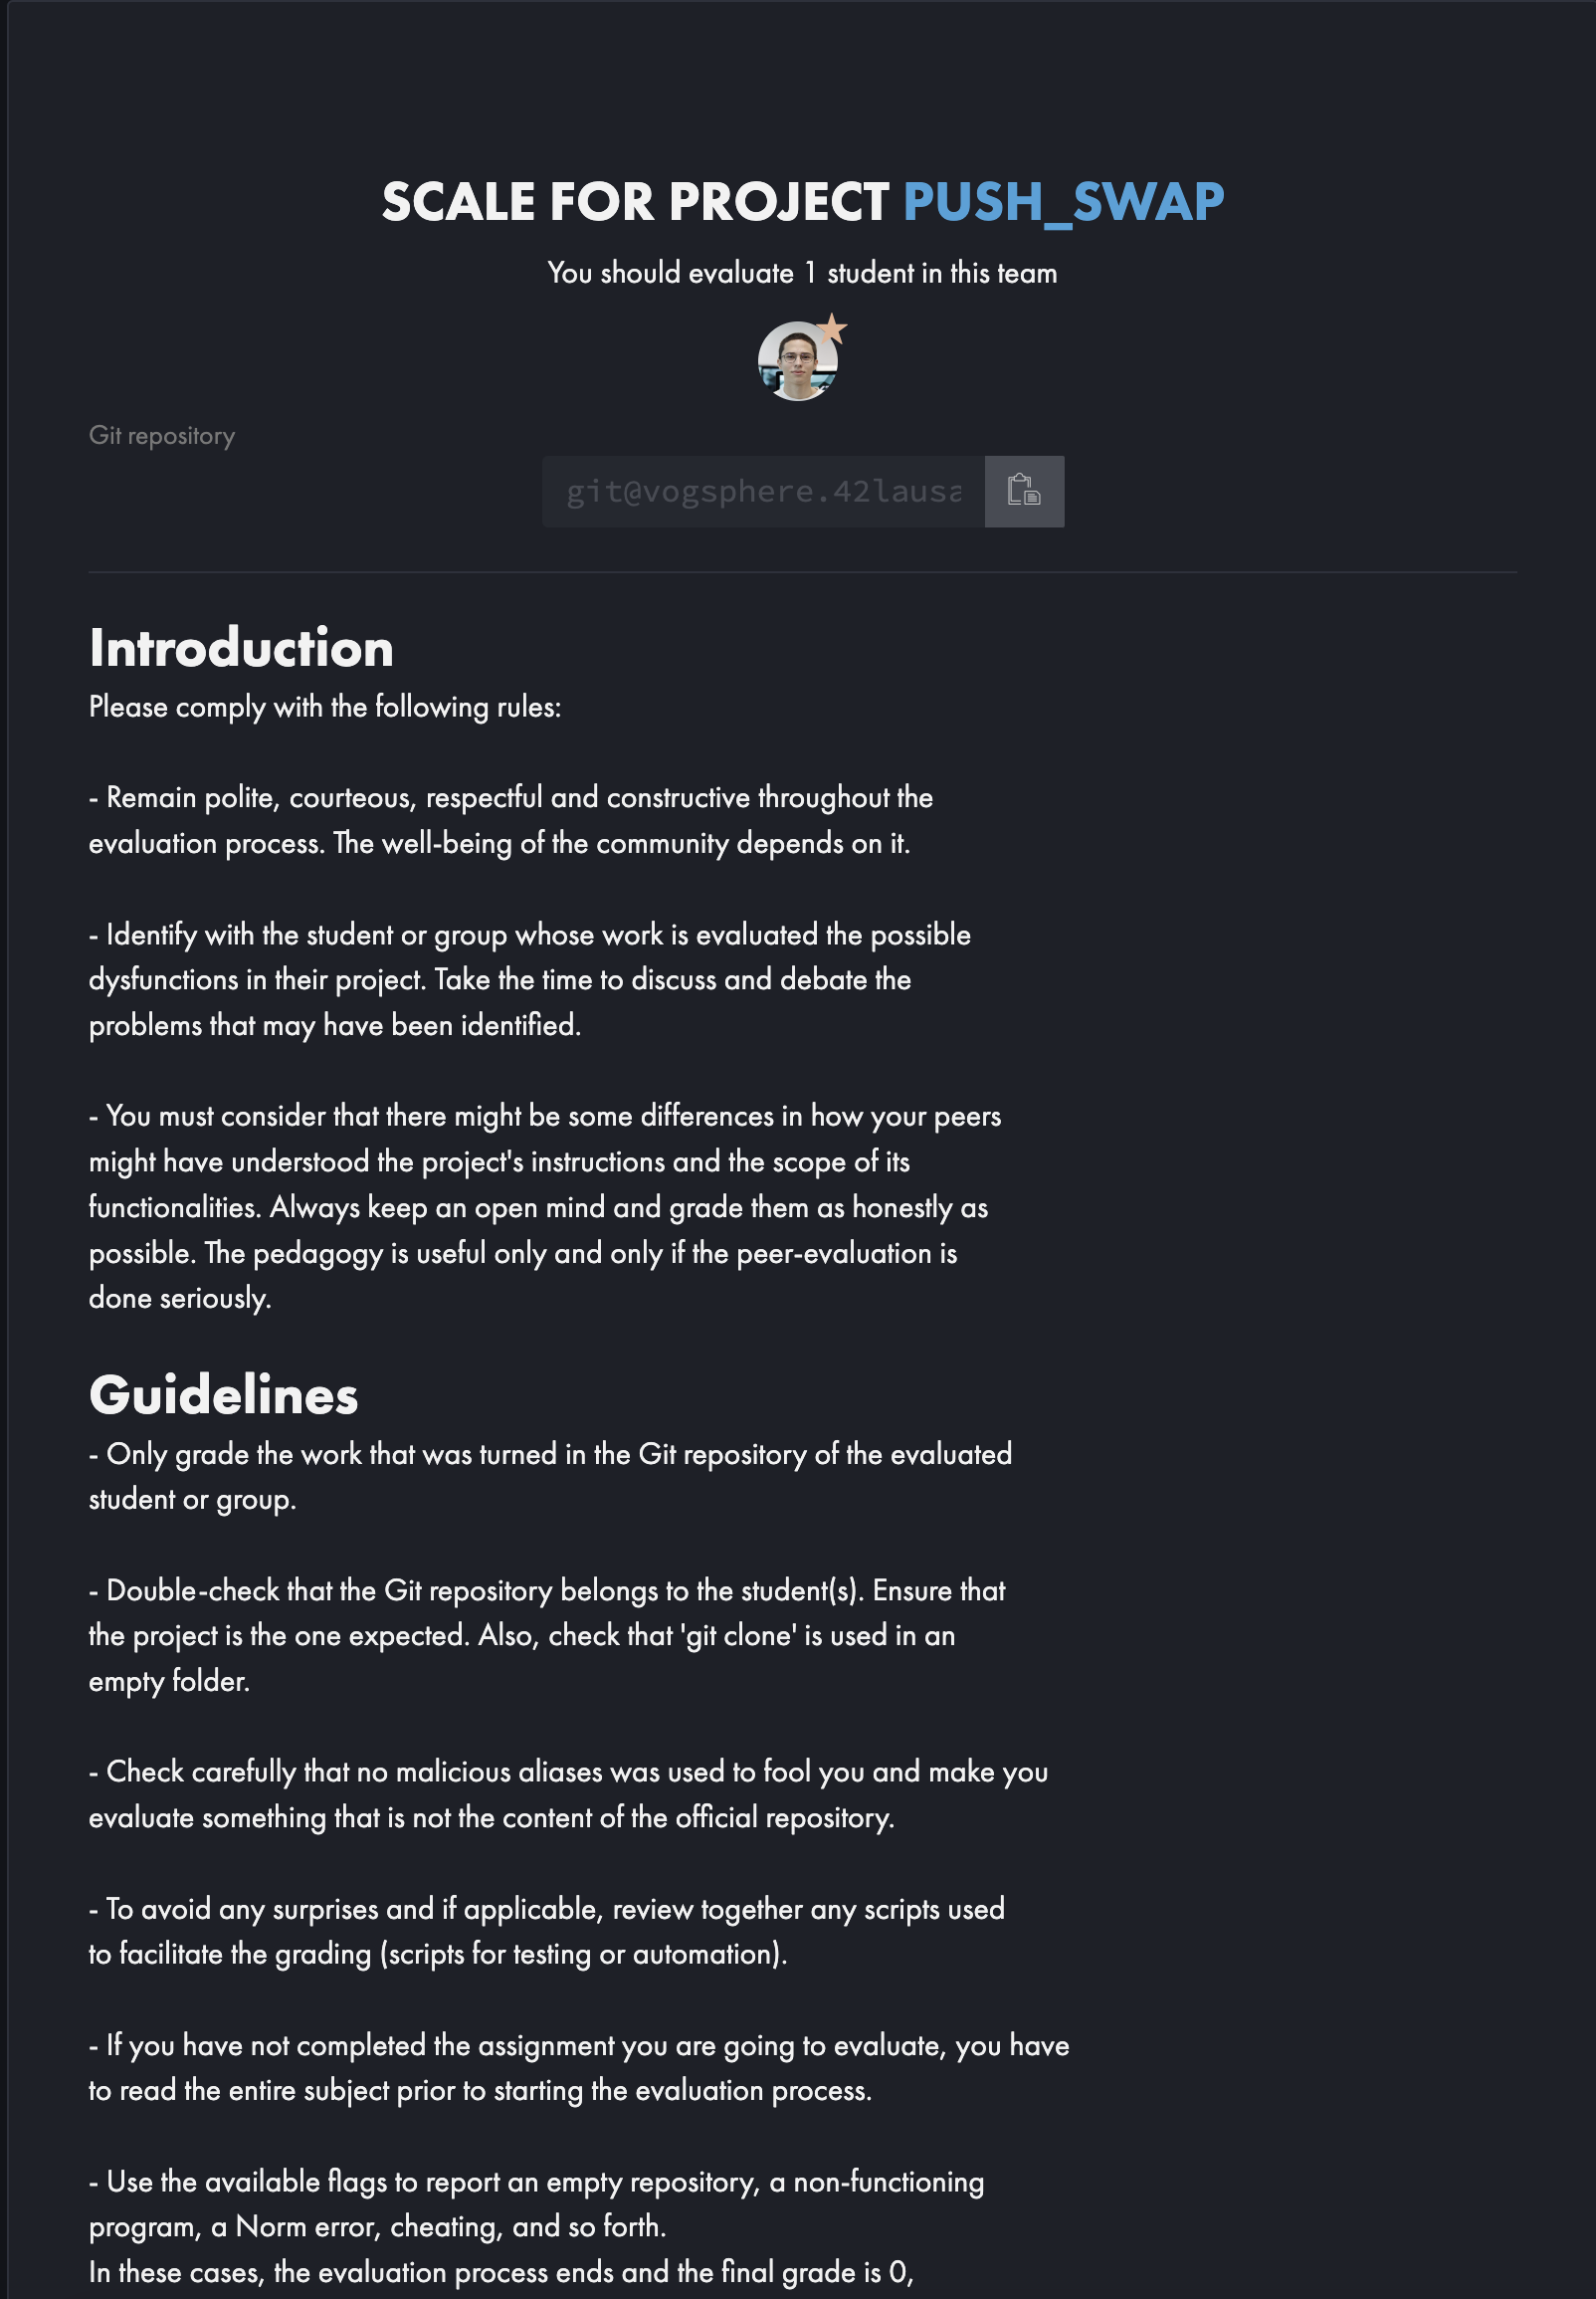 SCALE FOR PROJECT PUSH_SWAP
You should evaluate 1 student in this team
Git repository
git@vogsphere.42lausa
Introduction
Please comply with the following rules:
- Remain polite, courteous, respectful and constructive throughout the
evaluation process. The well-being of the community depends on it.
- Identify with the student or group whose work is evaluated the possible
dysfunctions in their project. Take the time to discuss and debate the
problems that may have been identified.
- You must consider that there might be some differences in how your peers
might have understood the project's instructions and the scope of its
functionalities. Always keep an open mind and grade them as honestly as
possible. The pedagogy is useful only and only if the peer-evaluation is
done seriously.
Guidelines
- Only grade the work that was turned in the Git repository of the evaluated
student or group.
- Double-check that the Git repository belongs to the student(s). Ensure that
the project is the one expected. Also, check that 'git clone' is used in an
empty folder.
- Check carefully that no malicious aliases was used to fool you and make you
evaluate something that is not the content of the official repository.
- To avoid any surprises and if applicable, review together any scripts used
to facilitate the grading (scripts for testing or automation).
- If you have not completed the assignment you are going to evaluate, you have
to read the entire subject prior to starting the evaluation process.
- Use the available flags to report an empty repository, a non-functioning
program, a Norm error, cheating, and so forth.
In these cases, the evaluation process ends and the final grade is 0,